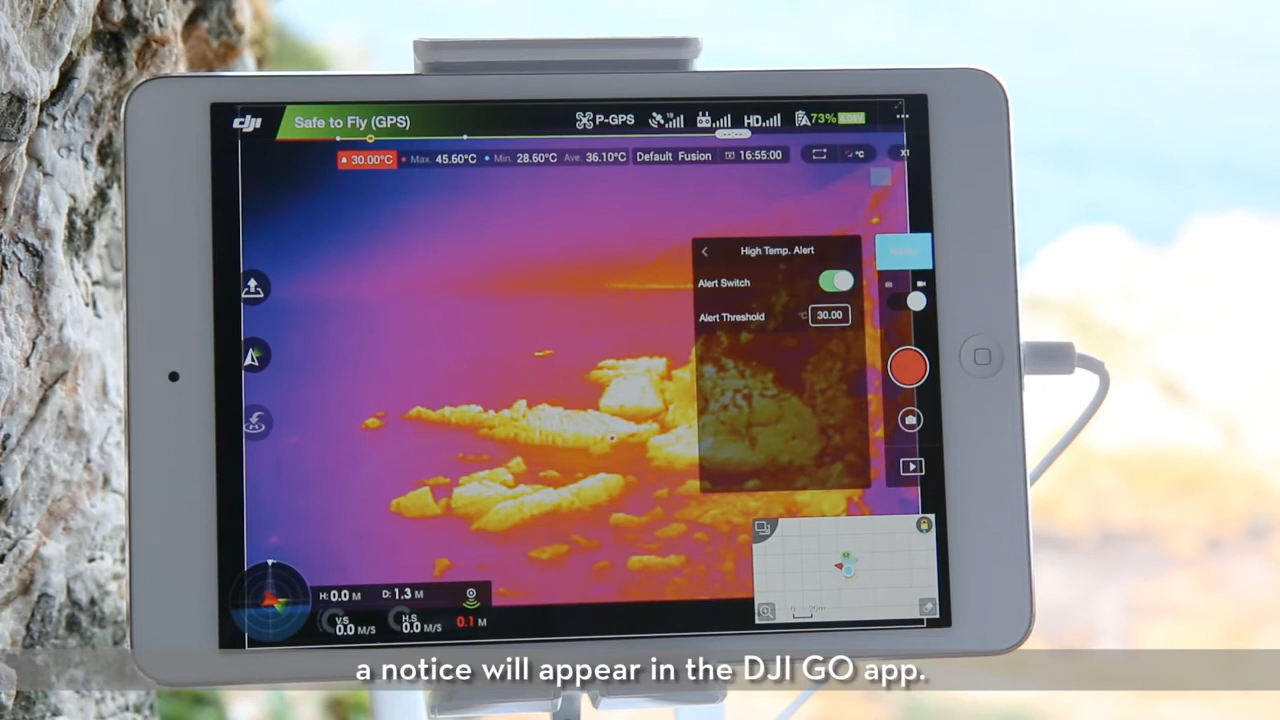 dji Safe to Fly (GPS) P-GPS 19 HD 73%
--:--
30.00°C Max. 45.60°C Min. 28.60°C Ave. 36.10°C Default Fusion 16:55:00 °C X1
High Temp. Alert
Alert Switch
Alert Threshold °C 30.00
H: 0.0 M D: 1.3 M
V.S 0.0 M/S H.S 0.0 M/S 0.1 M
a notice will appear in the DJI GO app.